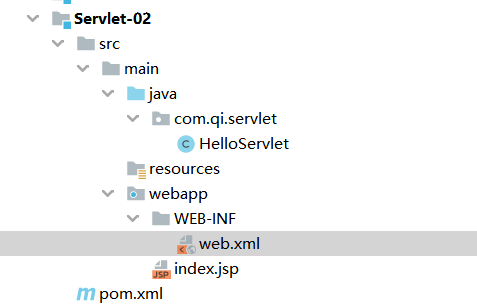 Servlet-02
src
main
java
com.qi.servlet
C HelloServlet
resources
webapp
WEB-INF
web.xml
JSP index.jsp
m pom.xml